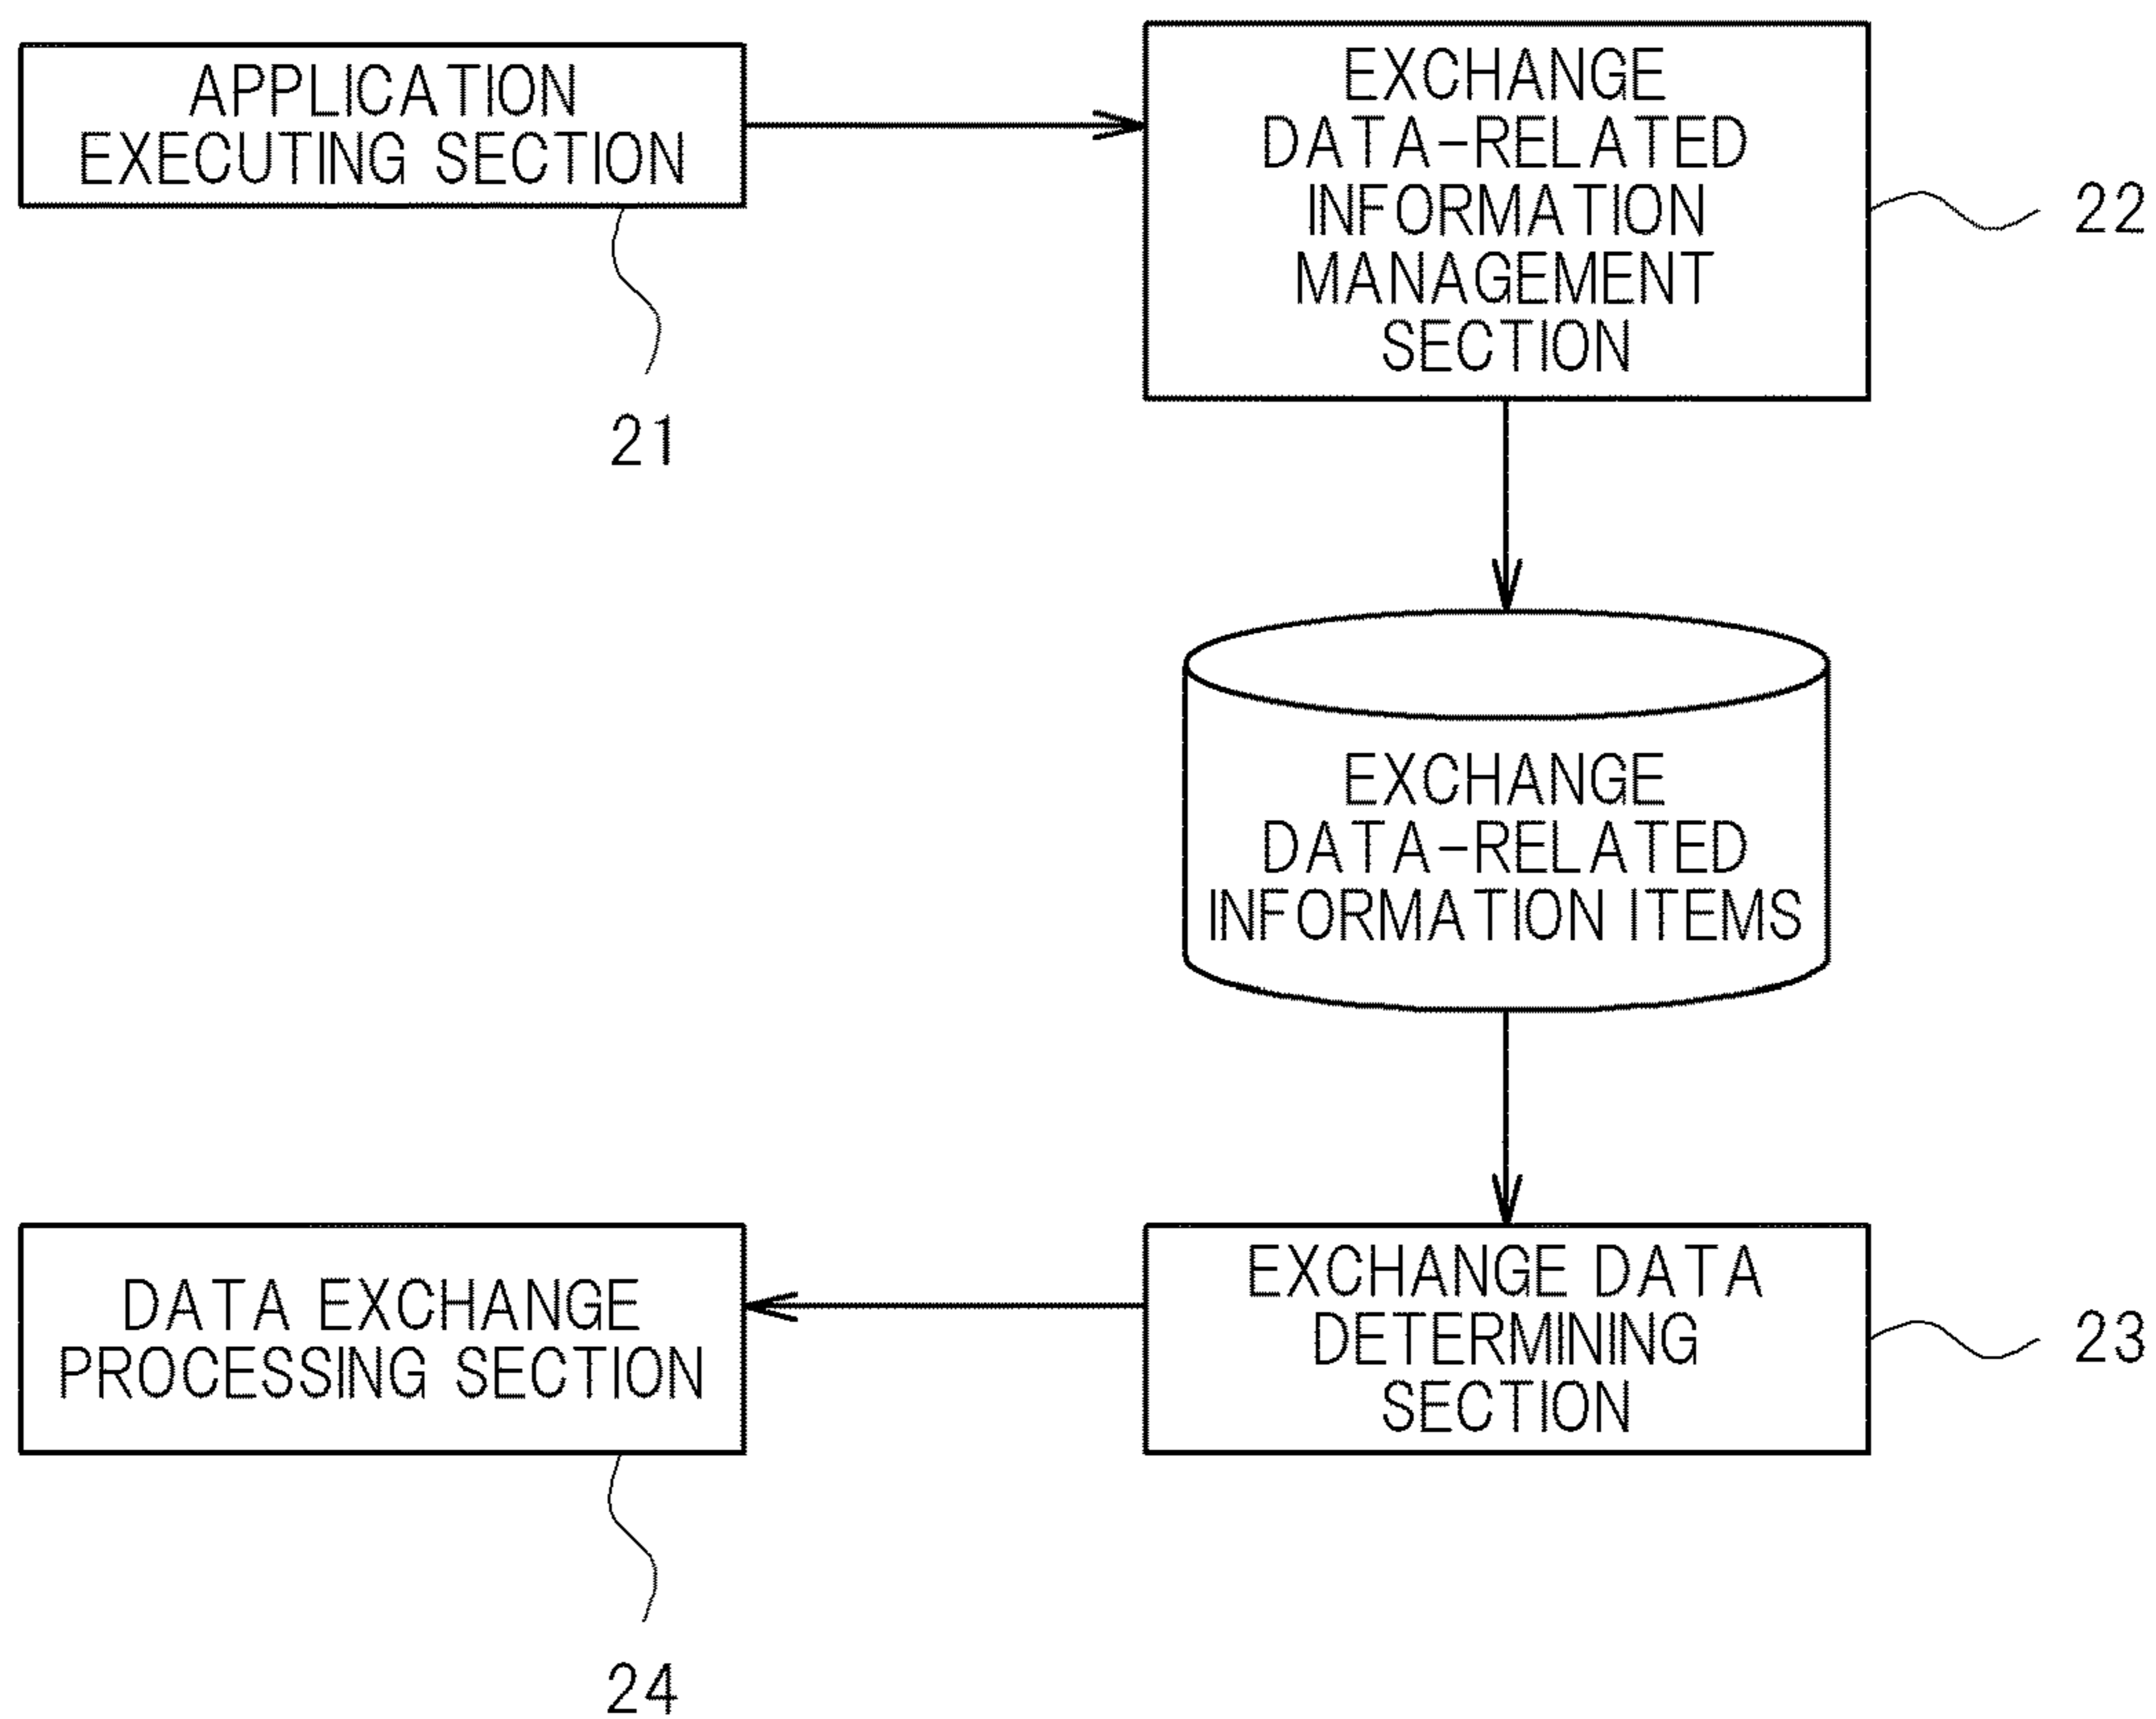 APPLICATION
EXECUTING SECTION
21
EXCHANGE
DATA-RELATED
INFORMATION
MANAGEMENT
SECTION
22
EXCHANGE
DATA-RELATED
INFORMATION ITEMS
EXCHANGE DATA
DETERMINING
SECTION
23
DATA EXCHANGE
PROCESSING SECTION
24